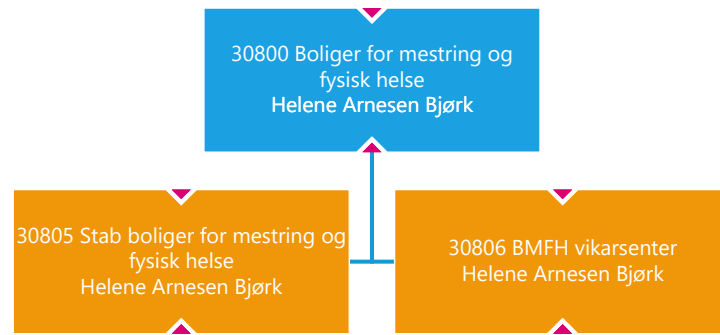 30800 Boliger for mestring og
fysisk helse
Helene Arnesen Bjørk
30805 Stab boliger for mestring og
fysisk helse
Helene Arnesen Bjørk
30806 BMFH vikarsenter
Helene Arnesen Bjørk